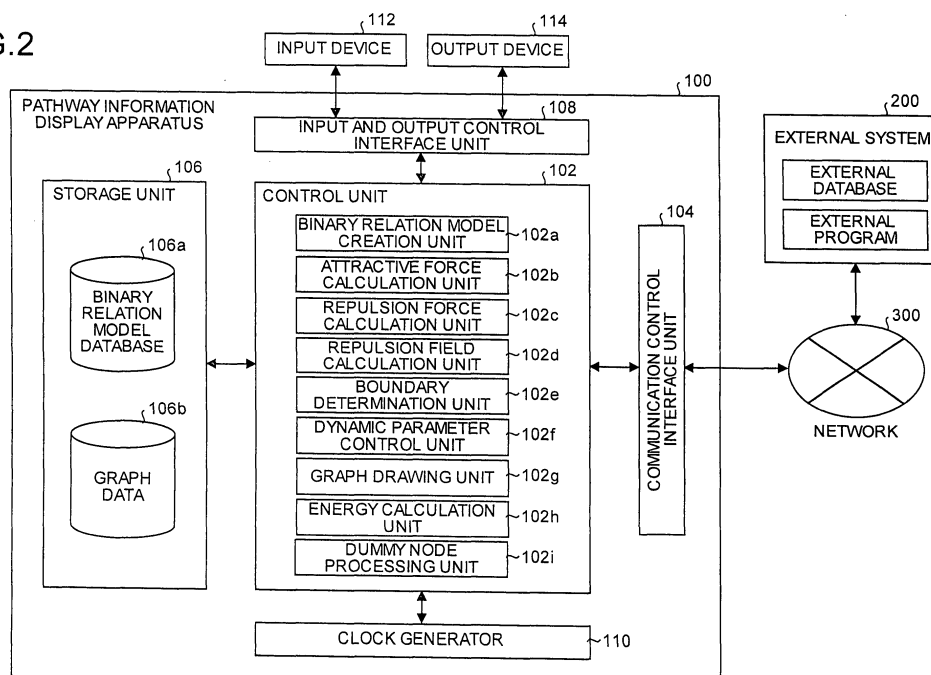 G.2
112
INPUT DEVICE
114
OUTPUT DEVICE
100
PATHWAY INFORMATION
DISPLAY APPARATUS
108
INPUT AND OUTPUT CONTROL
INTERFACE UNIT
106
STORAGE UNIT
106a
BINARY
RELATION
MODEL
DATABASE
106b
GRAPH
DATA
102
CONTROL UNIT
BINARY RELATION MODEL
CREATION UNIT
102a
ATTRACTIVE FORCE
CALCULATION UNIT
102b
REPULSION FORCE
CALCULATION UNIT
102c
REPULSION FIELD
CALCULATION UNIT
102d
BOUNDARY
DETERMINATION UNIT
102e
DYNAMIC PARAMETER
CONTROL UNIT
102f
GRAPH DRAWING UNIT
102g
ENERGY CALCULATION
UNIT
102h
DUMMY NODE
PROCESSING UNIT
102i
CLOCK GENERATOR
110
104
COMMUNICATION CONTROL
INTERFACE UNIT
200
EXTERNAL SYSTEM
EXTERNAL
DATABASE
EXTERNAL
PROGRAM
300
NETWORK